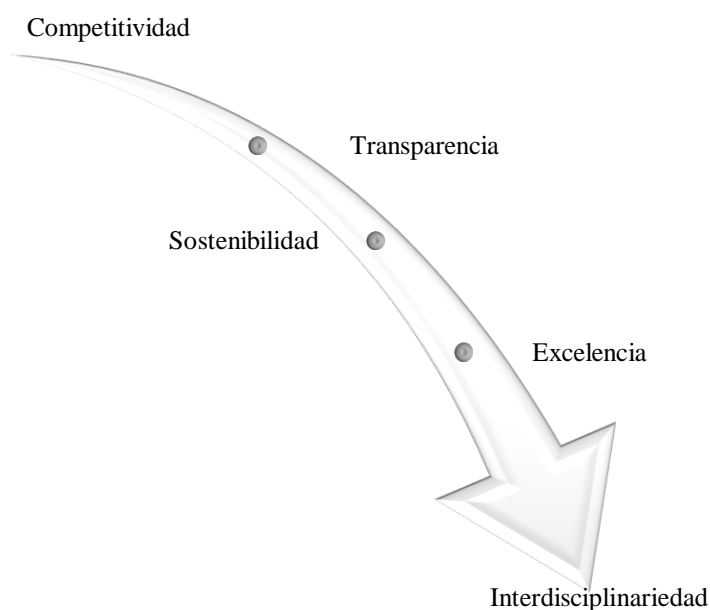 Competitividad
Transparencia
Sostenibilidad
Excelencia
Interdisciplinariedad